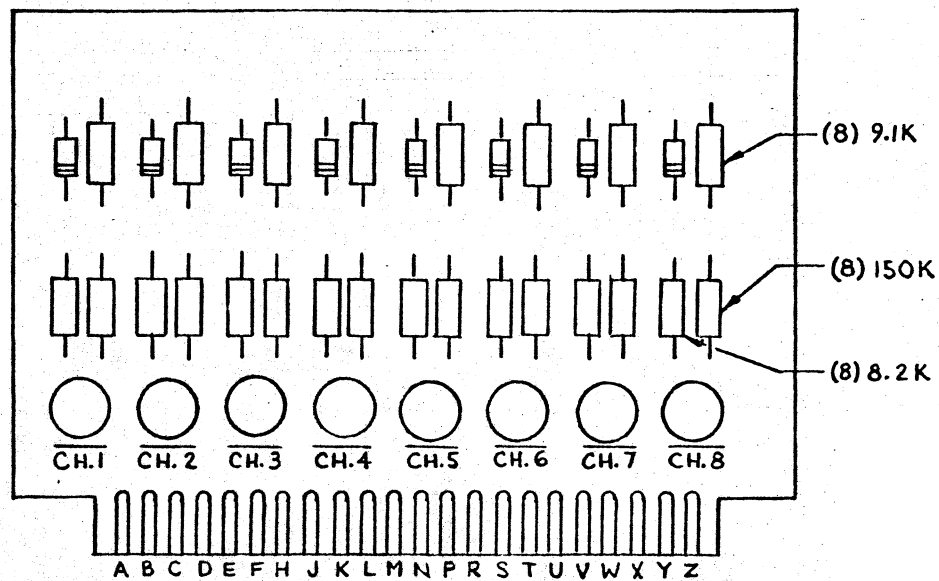 (8) 9.1K
(8) 150K
(8) 8.2K
CH.1 CH.2 CH.3 CH.4 CH.5 CH.6 CH.7 CH.8
A B C D E F H J K L M N P R S T U V W X Y Z